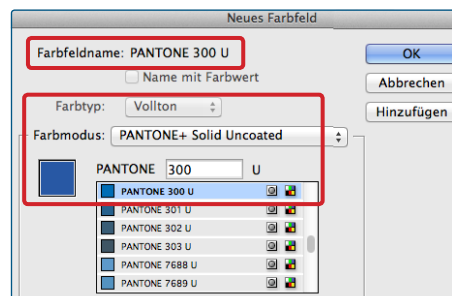 Neues Farbfeld
Farbfeldname: PANTONE 300 U
OK
Name mit Farbwert
Abbrechen
Farbtyp: Vollton
Hinzufügen
Farbmodus: PANTONE+ Solid Uncoated
PANTONE 300 U
PANTONE 300 U
PANTONE 301 U
PANTONE 302 U
PANTONE 303 U
PANTONE 7688 U
PANTONE 7689 U